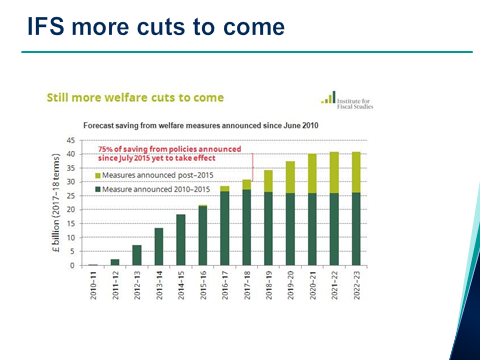 IFS more cuts to come
Still more welfare cuts to come
Institute for
Fiscal Studies
Forecast saving from welfare measures announced since June 2010
75% of saving from policies announced
since July 2015 yet to take effect
Measures announced post–2015
Measure announced 2010–2015
£ billion (2017–18 terms)
45
40
35
30
25
20
15
10
5
0
2010–11
2011–12
2012–13
2013–14
2014–15
2015–16
2016–17
2017–18
2018–19
2019–20
2020–21
2021–22
2022–23